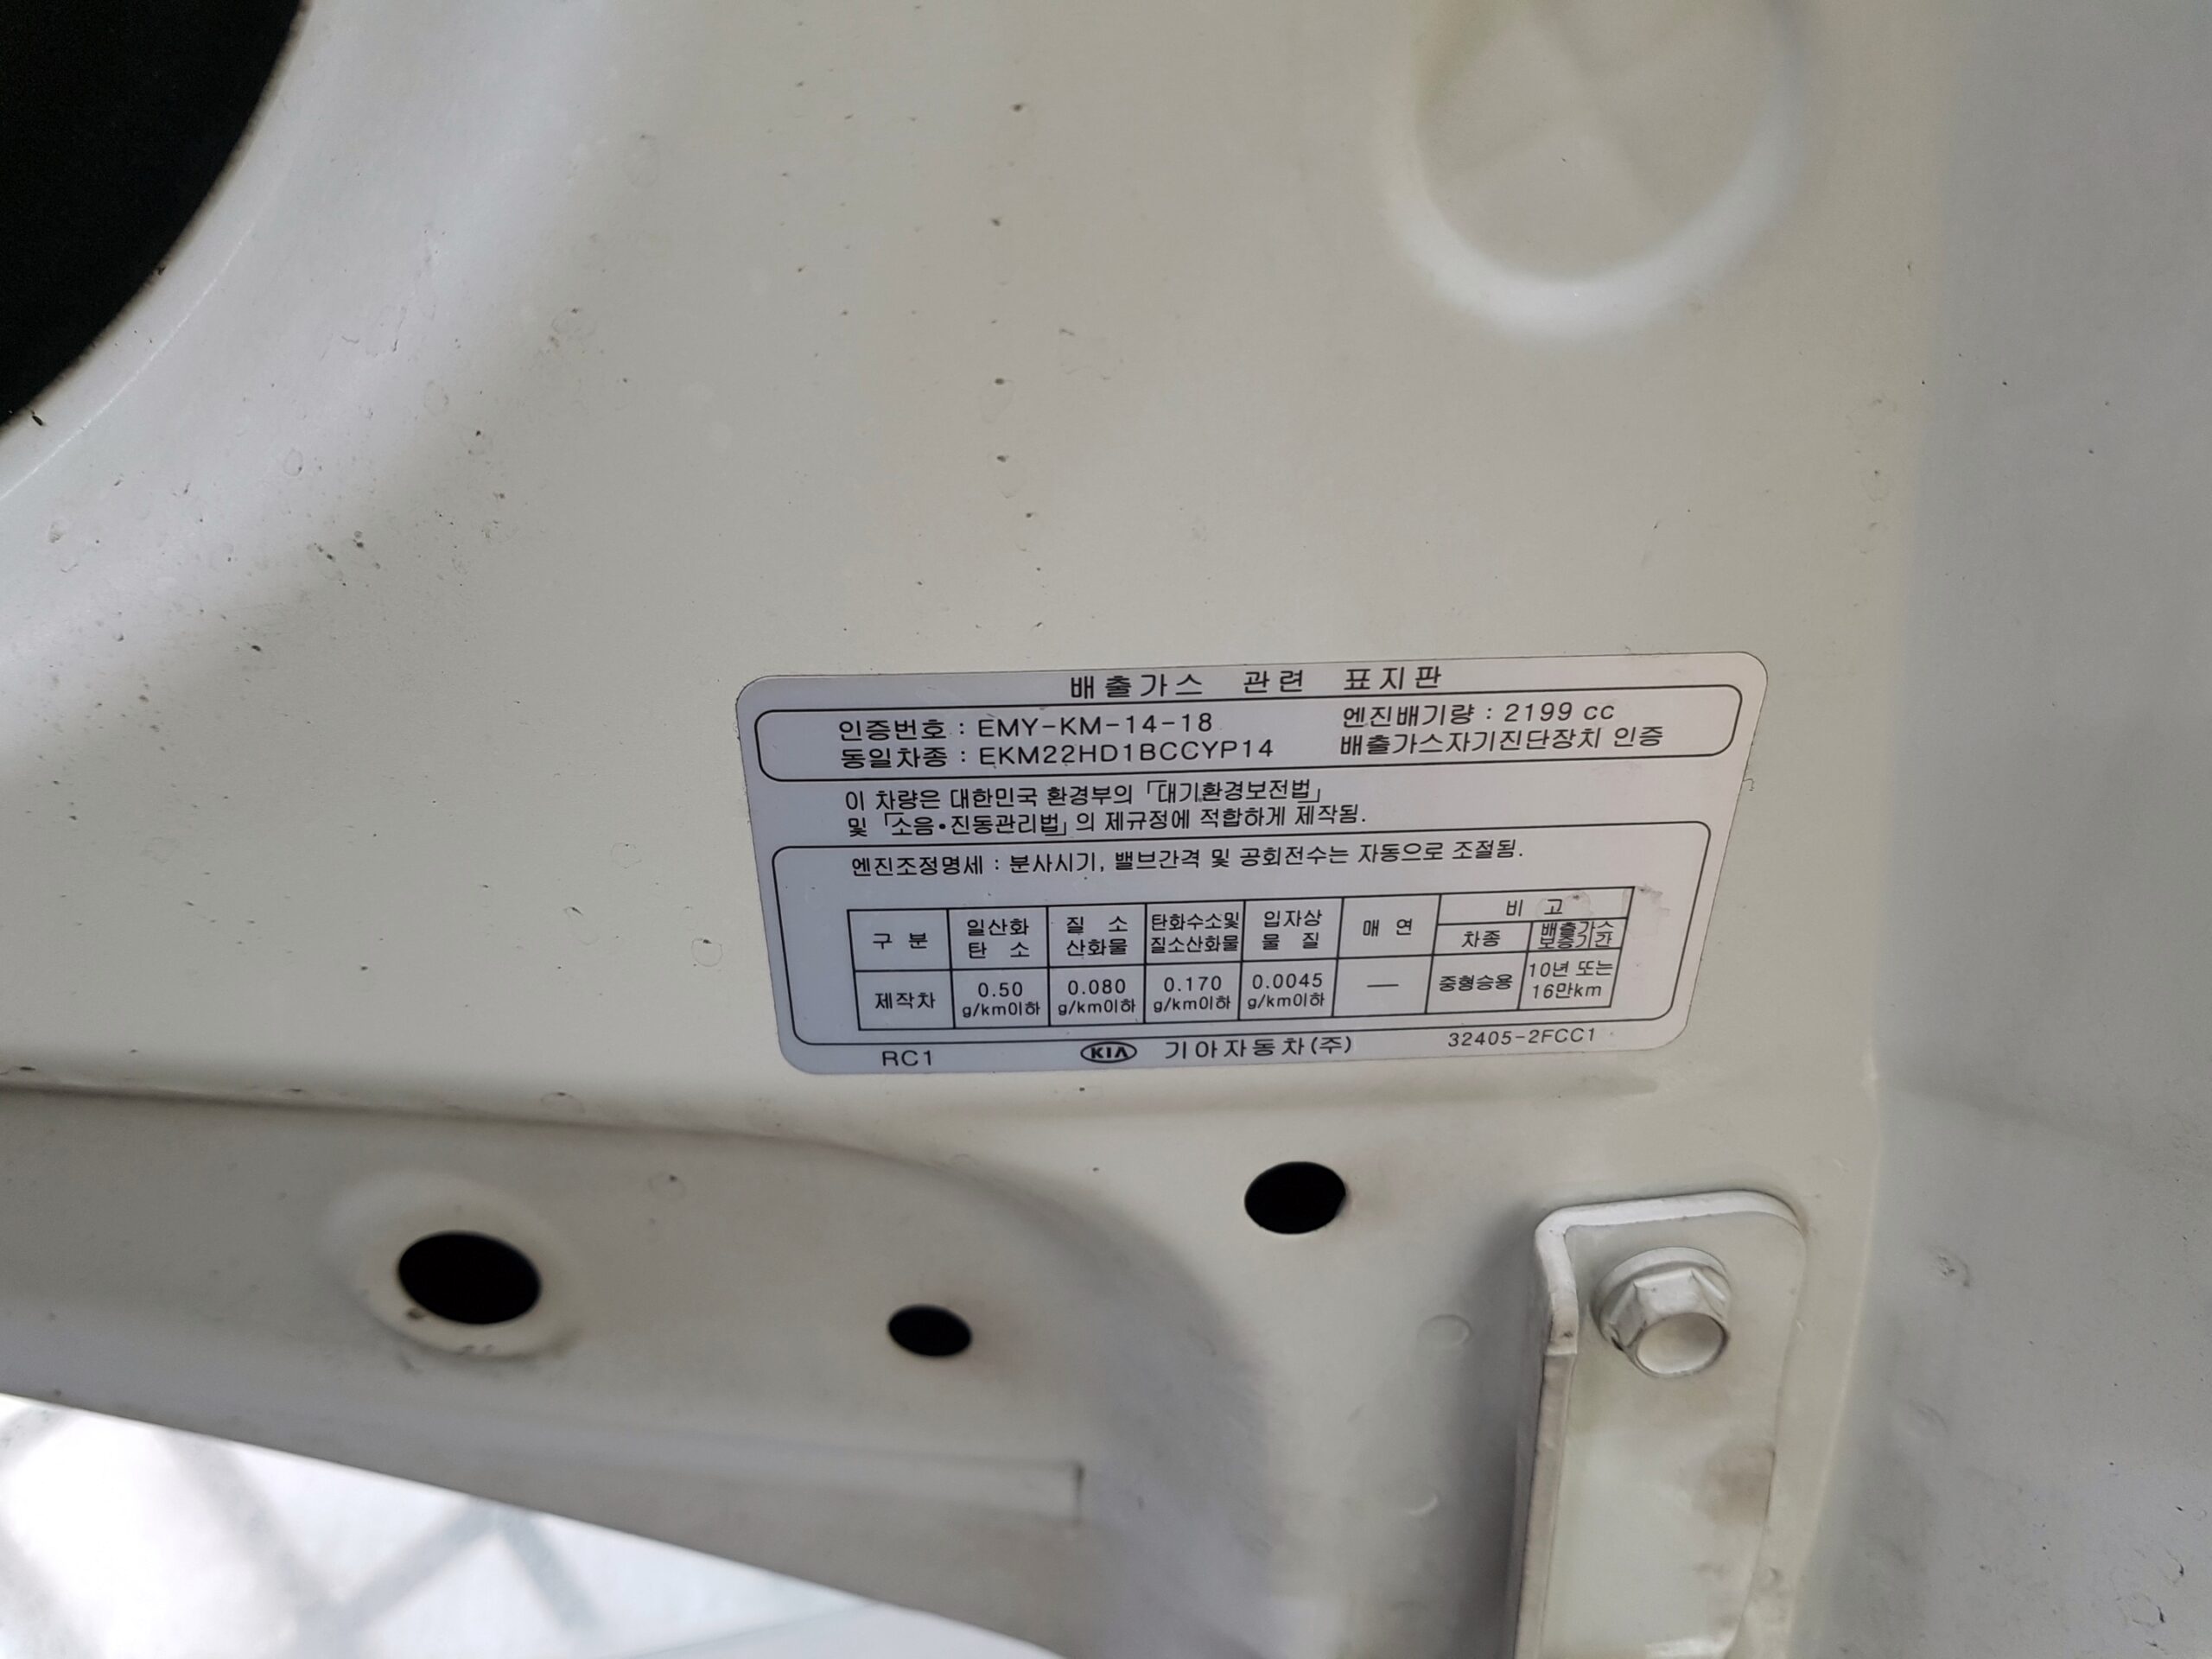 배출가스 관련 표지판
인증번호 : EMY-KM-14-18 엔진배기량 : 2199 cc
동일차종 : EKM22HD1BCCYP14 배출가스자기진단장치 인증
이 차량은 대한민국 환경부의 「대기환경보전법」
및 「소음•진동관리법」의 제규정에 적합하게 제작됨.
엔진조정명세 : 분사시기, 밸브간격 및 공회전수는 자동으로 조절됨.
구 분 일산화 탄 소 질 소 산화물 탄화수소및 질소산화물 입자상 물 질 매 연 비 고
차종 배출가스 보증기간
제작차 0.50 g/km이하 0.080 g/km이하 0.170 g/km이하 0.0045 g/km이하 — 중형승용 10년 또는 16만km
RC1 KIA 기아자동차(주) 32405-2FCC1